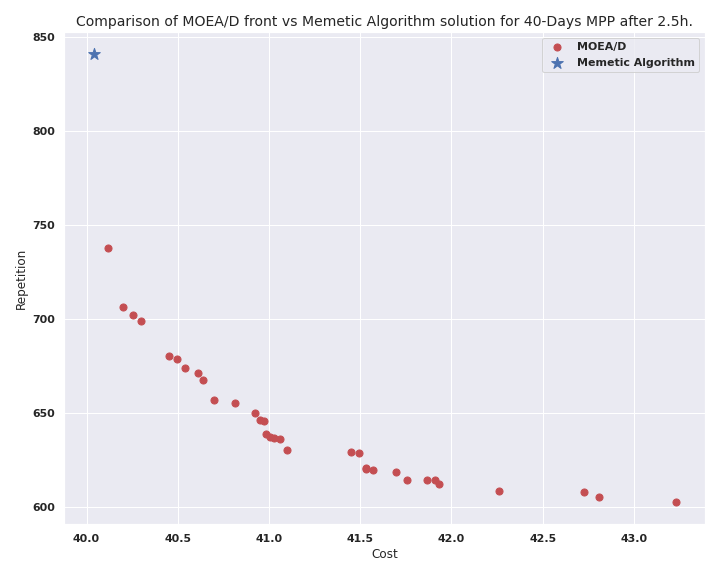 Comparison of MOEA/D front vs Memetic Algorithm solution for 40-Days MPP after 2.5h.
MOEA/D
Memetic Algorithm
850
800
750
700
650
600
Repetition
40.0 40.5 41.0 41.5 42.0 42.5 43.0
Cost